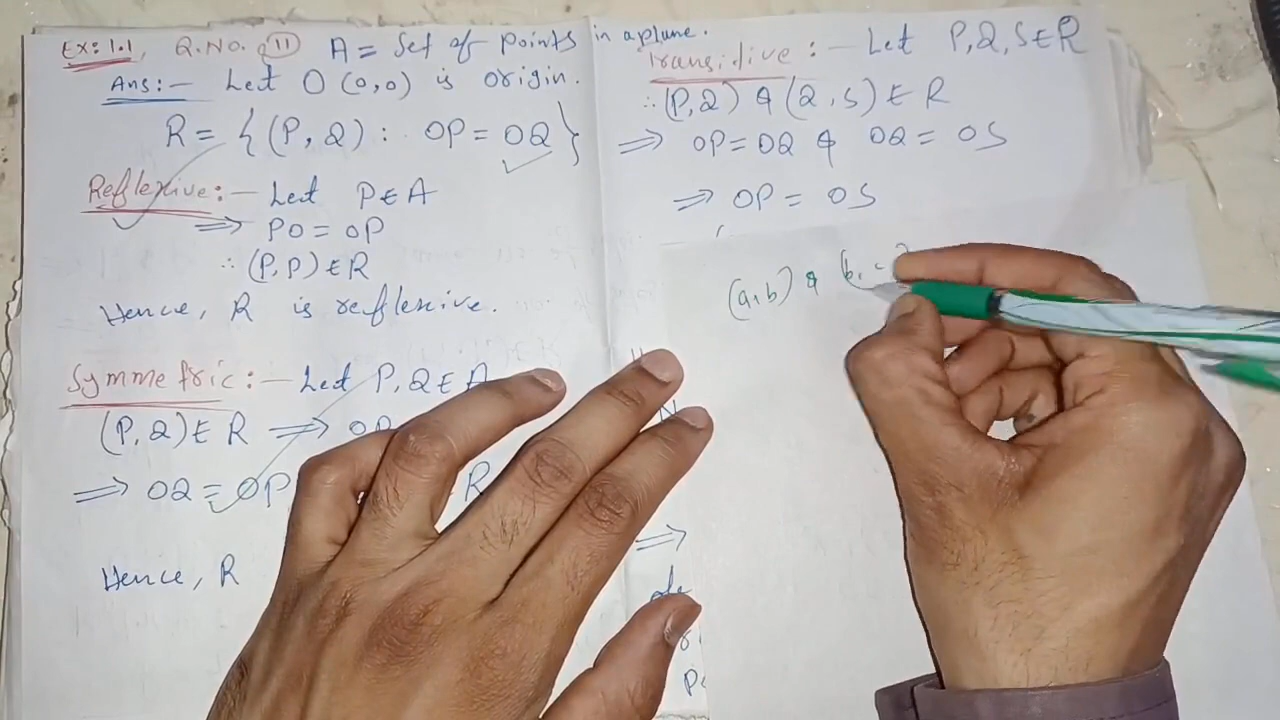 Ex: 1.1, Q.No. 11 A = Set of points in a plane.
Ans:- Let O (0,0) is origin.
R = {(P, Q) : OP = OQ}
Reflexive:- Let P ∈ A
⇒ PO = OP
∴ (P, P) ∈ R
Hence, R is reflexive.
Symmetric:- Let P, Q ∈ A
(P, Q) ∈ R ⇒
⇒ OQ = OP R
Hence, R
Transitive:- Let P, Q, S ∈ R
∴ (P, Q) & (Q, S) ∈ R
⇒ OP = OQ & OQ = OS
⇒ OP = OS
(a, b) & (b, c
⇒